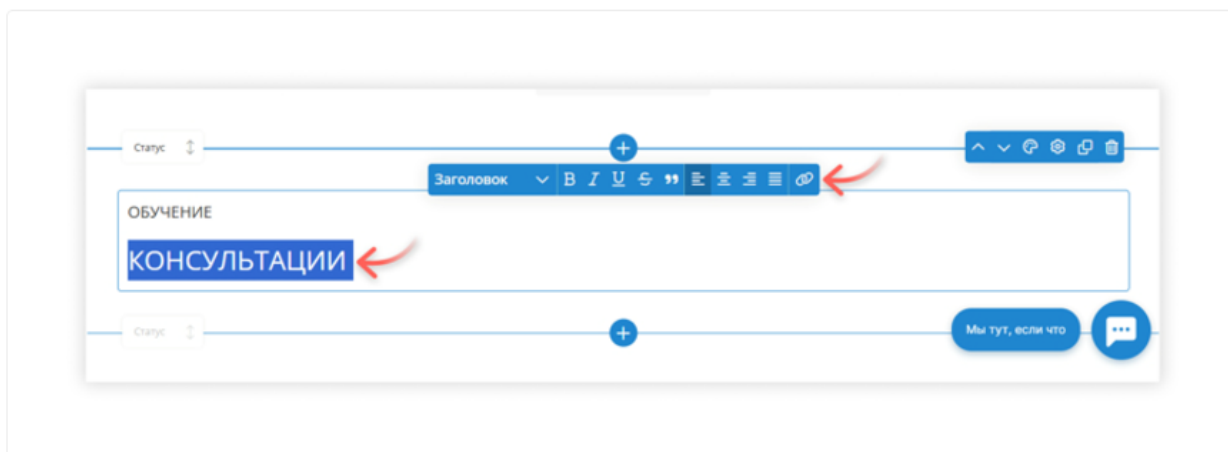 Статус
Заголовок B I U S
ОБУЧЕНИЕ
КОНСУЛЬТАЦИИ
Статус
Мы тут, если что